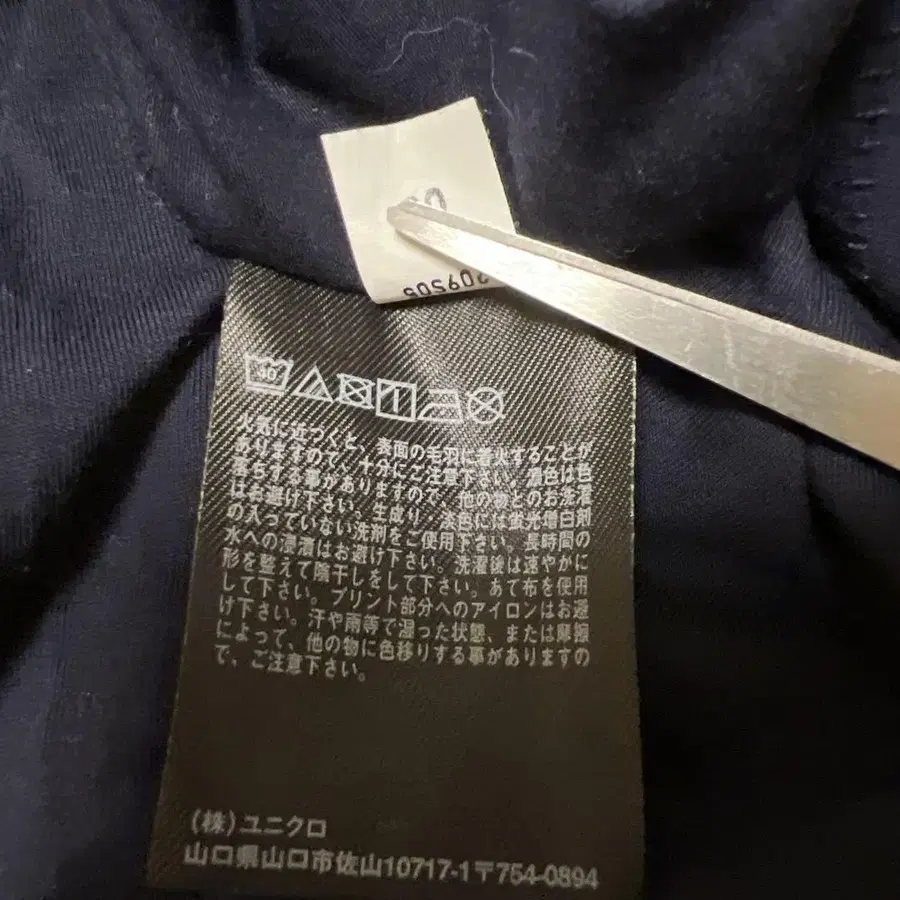 209505
40
火気に近づくと、表面の毛羽に着火することが
ありますので、十分にご注意下さい。濃色は色
落ちする事がありますので、他の物とのお洗濯
はお避け下さい。生成り、淡色には蛍光増白剤
の入っていない洗剤をご使用下さい。長時間の
水への浸漬はお避け下さい。洗濯後は速やかに
形を整えて陰干しをして下さい。あて布を使用
して下さい。プリント部分へのアイロンはお避
け下さい。汗や雨等で湿った状態、または摩擦
によって、他の物に色移りする事がありますの
で、ご注意下さい。
(株)ユニクロ
山口県山口市佐山10717-1〒754-0894